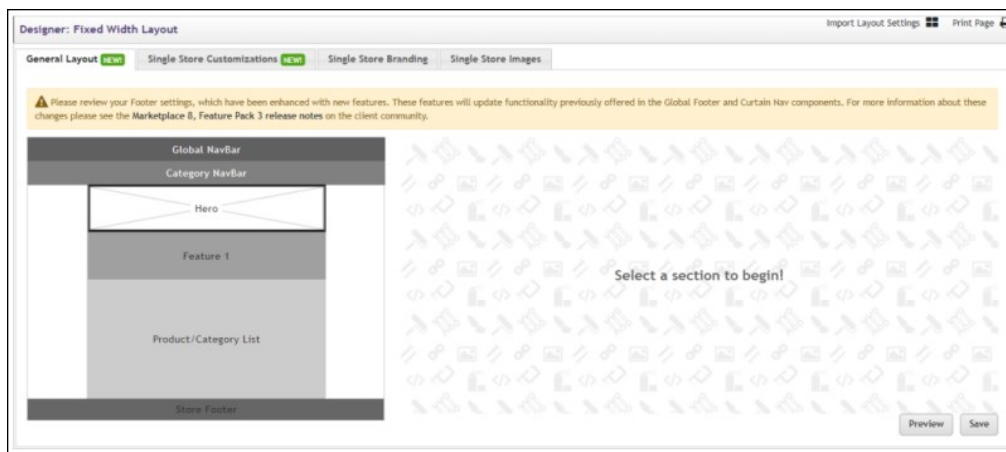 Designer: Fixed Width Layout
Import Layout Settings
Print Page
General Layout NEW!
Single Store Customizations NEW!
Single Store Branding
Single Store Images
Please review your Footer settings, which have been enhanced with new features. These features will update functionality previously offered in the Global Footer and Curtain Nav components. For more information about these
changes please see the Marketplace 8, Feature Pack 3 release notes on the client community.
Global NavBar
Category NavBar
Hero
Feature 1
Select a section to begin!
Product/Category List
Store Footer
Preview
Save